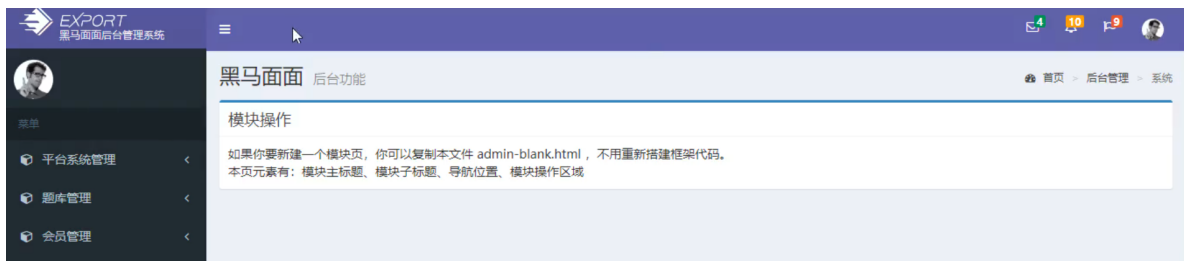 EXPORT
黑马面面后台管理系统
4
10
9
黑马面面 后台功能
首页 > 后台管理 > 系统
菜单
模块操作
平台系统管理
如果你要新建一个模块页，你可以复制本文件 admin-blank.html ，不用重新搭建框架代码。
本页元素有：模块主标题、模块子标题、导航位置、模块操作区域
题库管理
会员管理